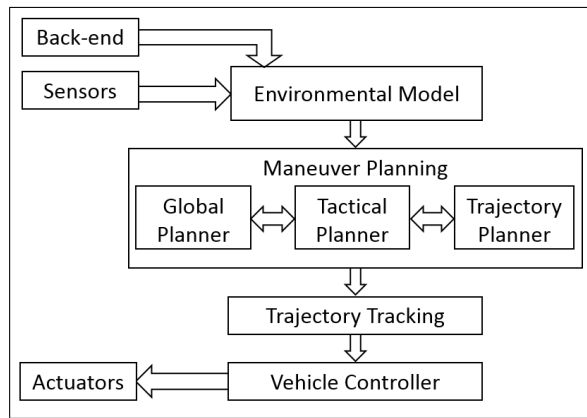 Back-end
Sensors
Environmental Model
Maneuver Planning
Global
Planner
Tactical
Planner
Trajectory
Planner
Trajectory Tracking
Actuators
Vehicle Controller